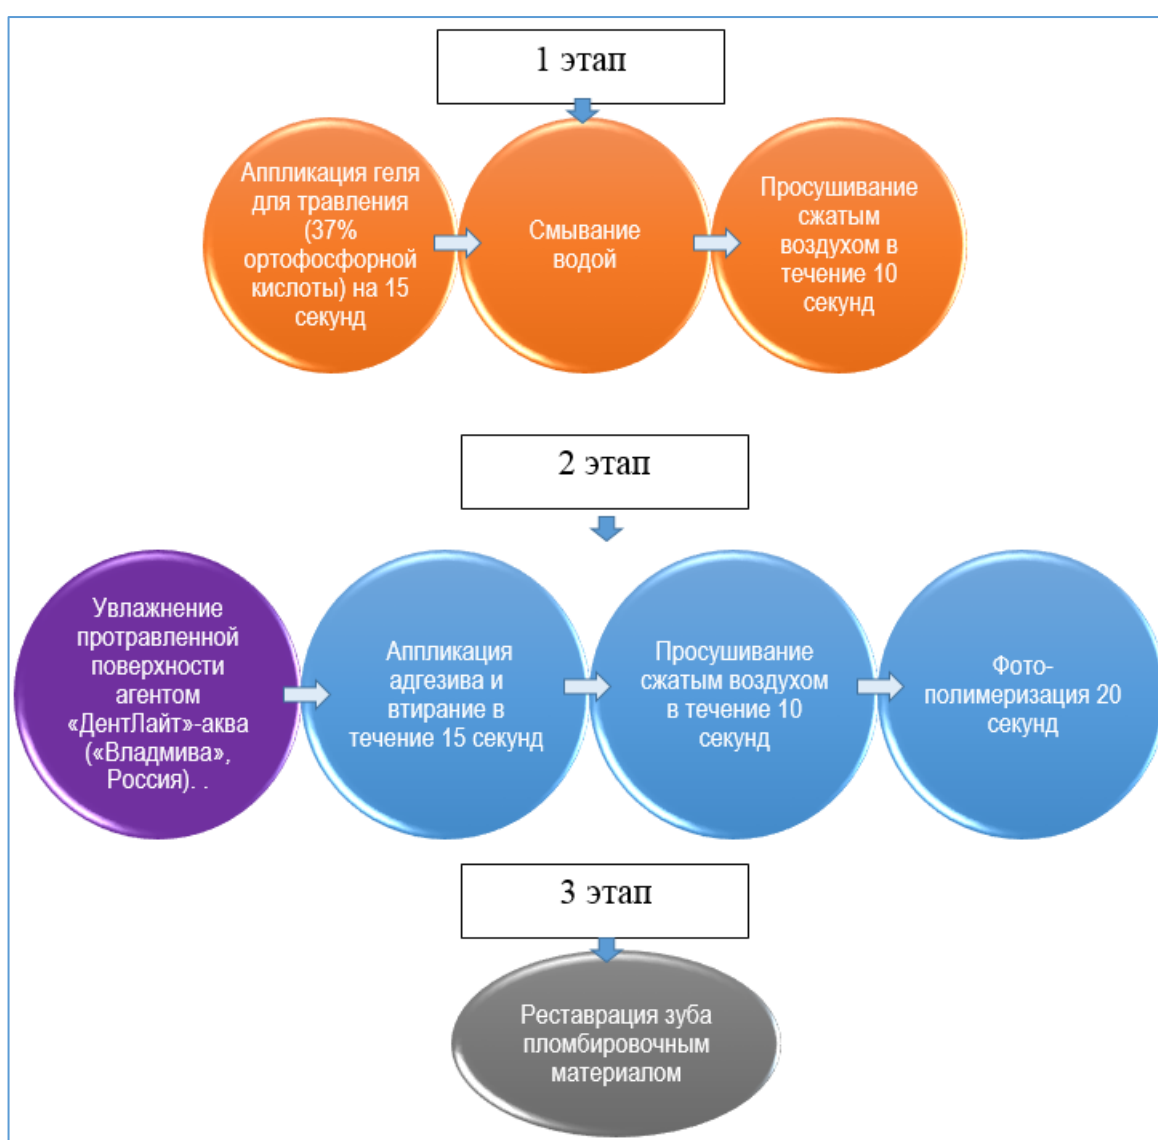 1 этап
Аппликация геля
для травления
(37%
ортофосфорной
кислоты) на 15
секунд
Смывание
водой
Просушивание
сжатым
воздухом в
течение 10
секунд
2 этап
Увлажнение
протравленной
поверхности
агентом
«ДентЛайт»-аква
(«Владмива»,
Россия). .
Аппликация
адгезива и
втирание в
течение 15 секунд
Просушивание
сжатым воздухом
в течение 10
секунд
Фото-
полимеризация 20
секунд
3 этап
Реставрация зуба
пломбировочным
материалом